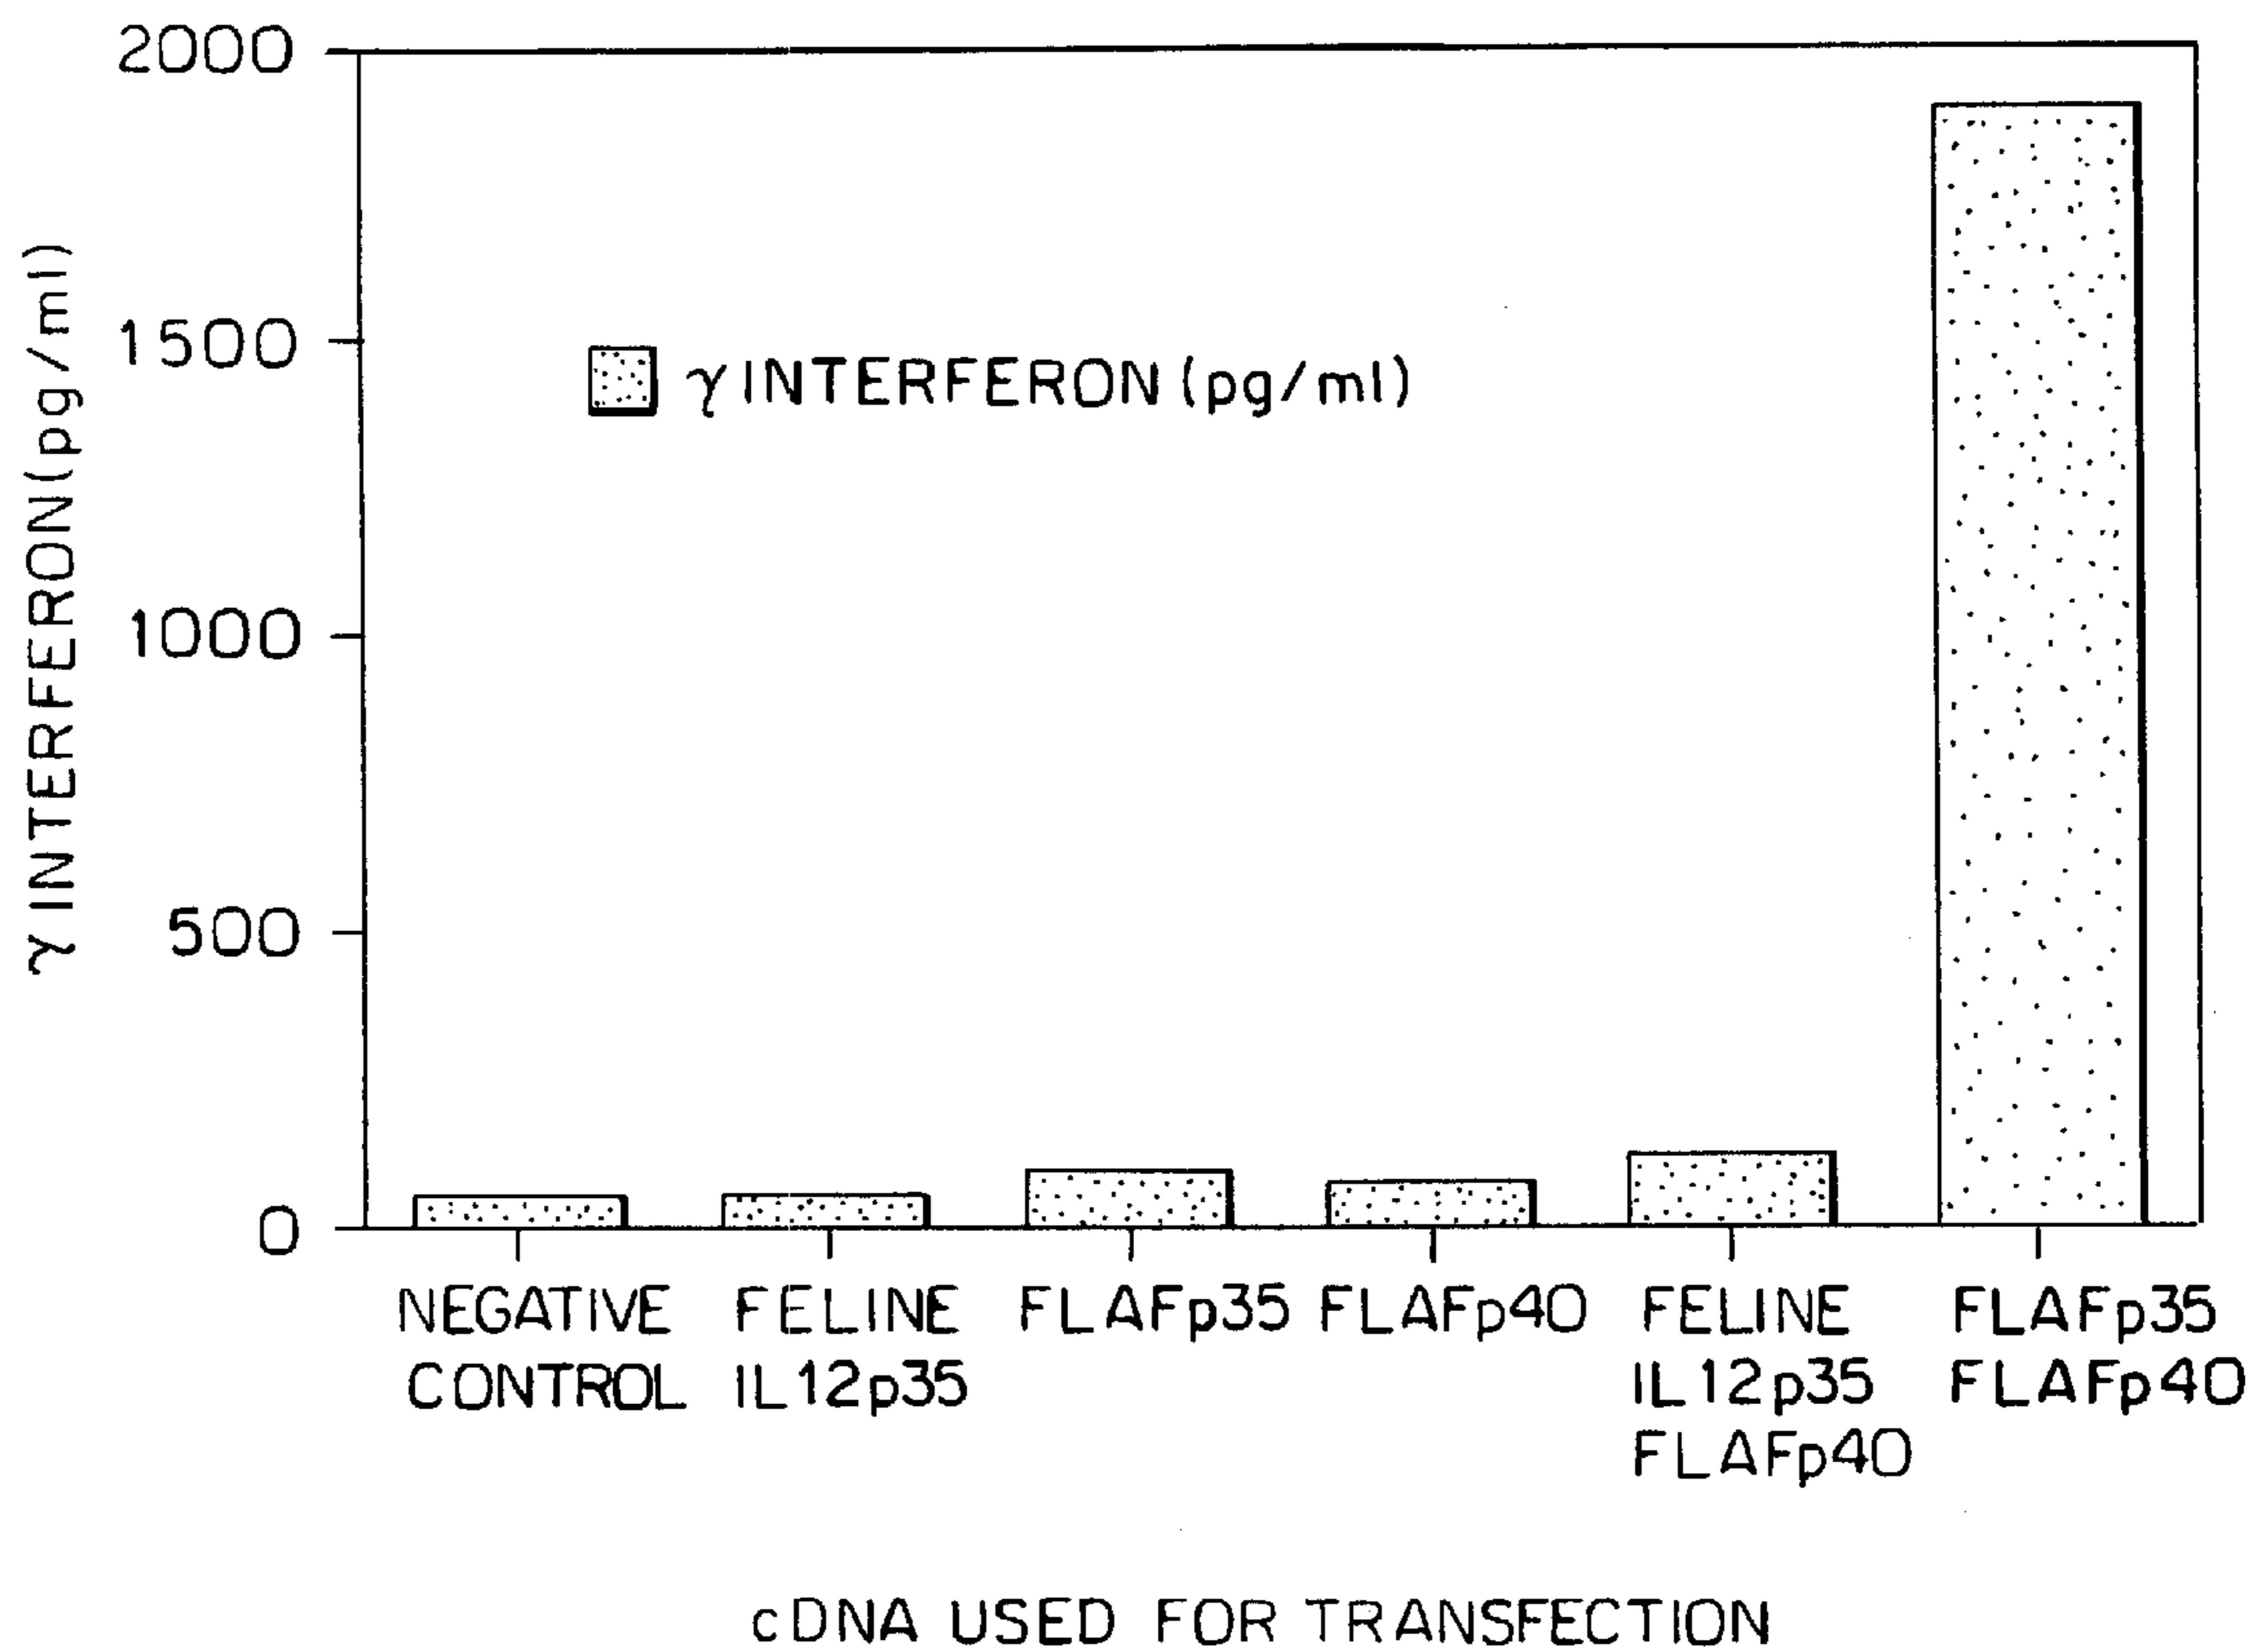 γ INTERFERON (pg/ml)
2000
1500
1000
500
0
γ INTERFERON (pg/ml)
NEGATIVE
CONTROL
FELINE
IL12p35
FLAFp35
FLAFp40
FELINE
IL12p35
FLAFp40
FLAFp35
FLAFp40
cDNA USED FOR TRANSFECTION